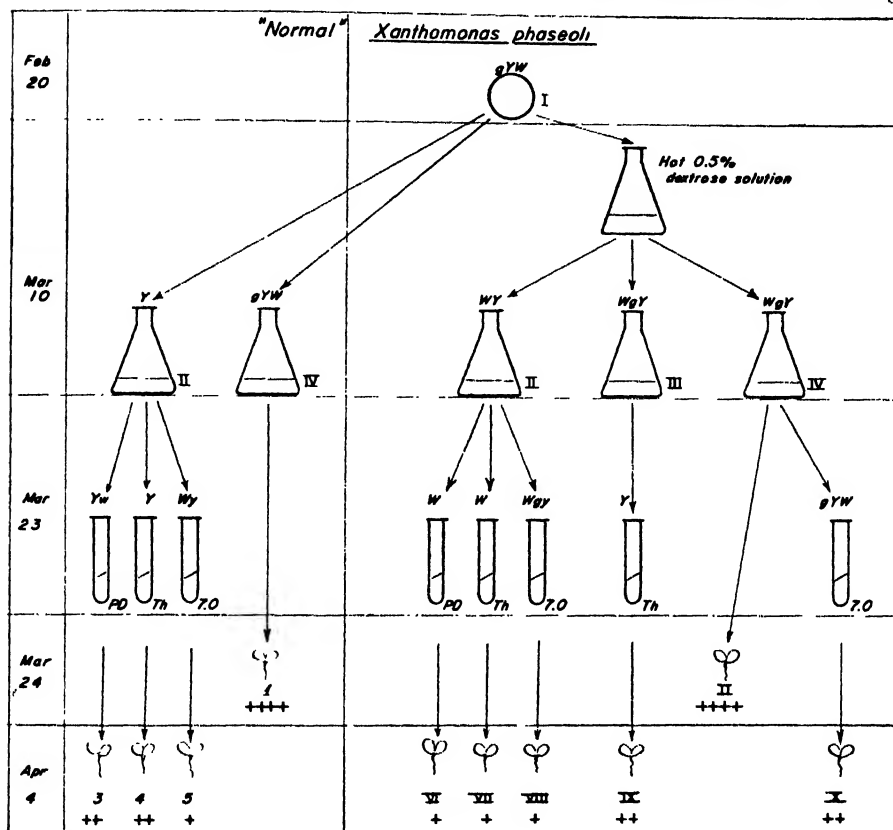 "Normal" Xanthomonas phaseoli
Feb 20
gYW
I
Hot 0.5% dextrose solution
Mar 10
Y gYW WY WgY WgY
II IV II III IV
Mar 23
Yw Y Wy W W Wgy Y gYW
PD Th 7.0 PD Th 7.0 Th 7.0
Mar 24
1 II
++++ ++++
Apr 4
3 4 5 VI VII VIII IX X
++ ++ + + + + ++ ++